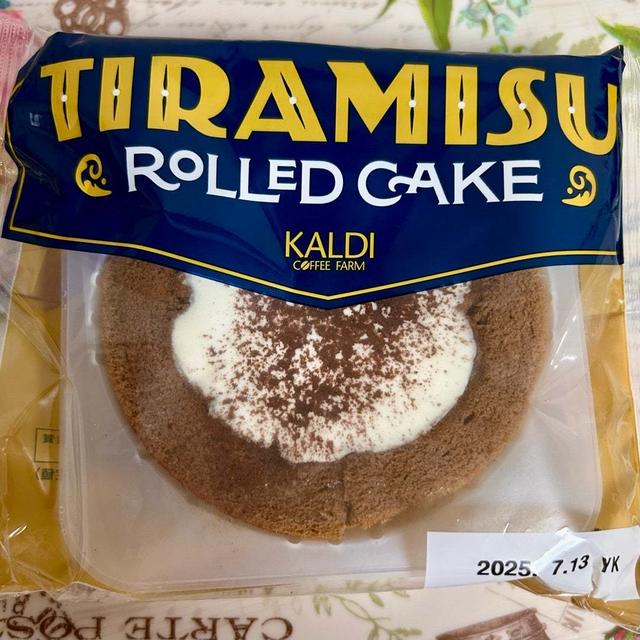 TIRAMISU
ROLLED CAKE
KALDI
COFFEE FARM
2025. 7.13 YK
CARTE POS